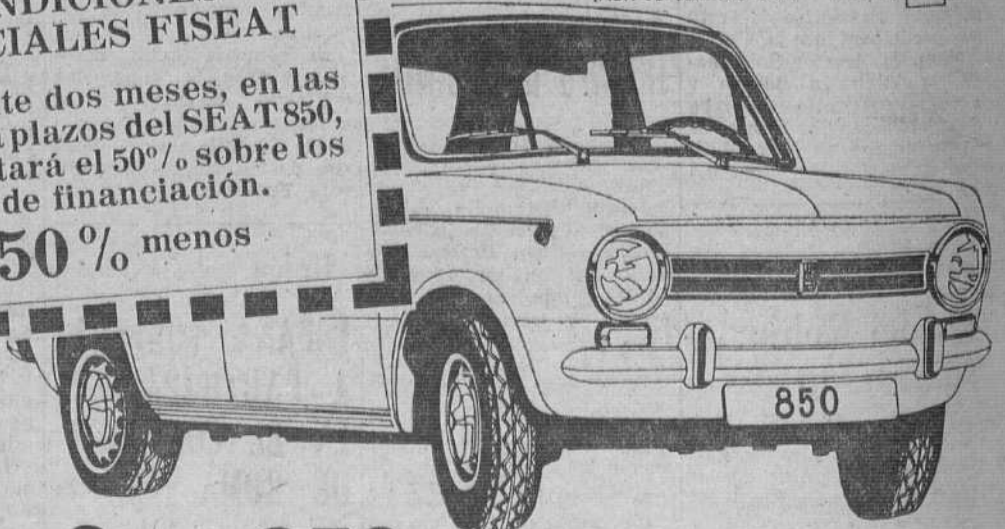 CIALES FISEAT
te dos meses, en las
plazos del SEAT 850,
tará el 50% sobre los
de financiación.
50% menos
850